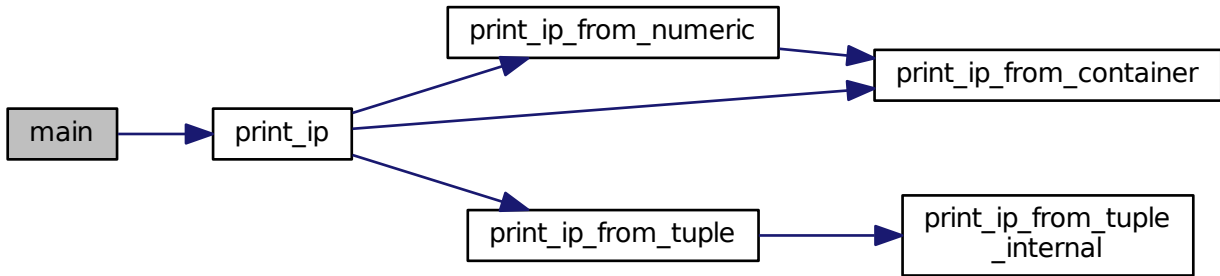 main
print_ip
print_ip_from_numeric
print_ip_from_container
print_ip_from_tuple
print_ip_from_tuple
_internal